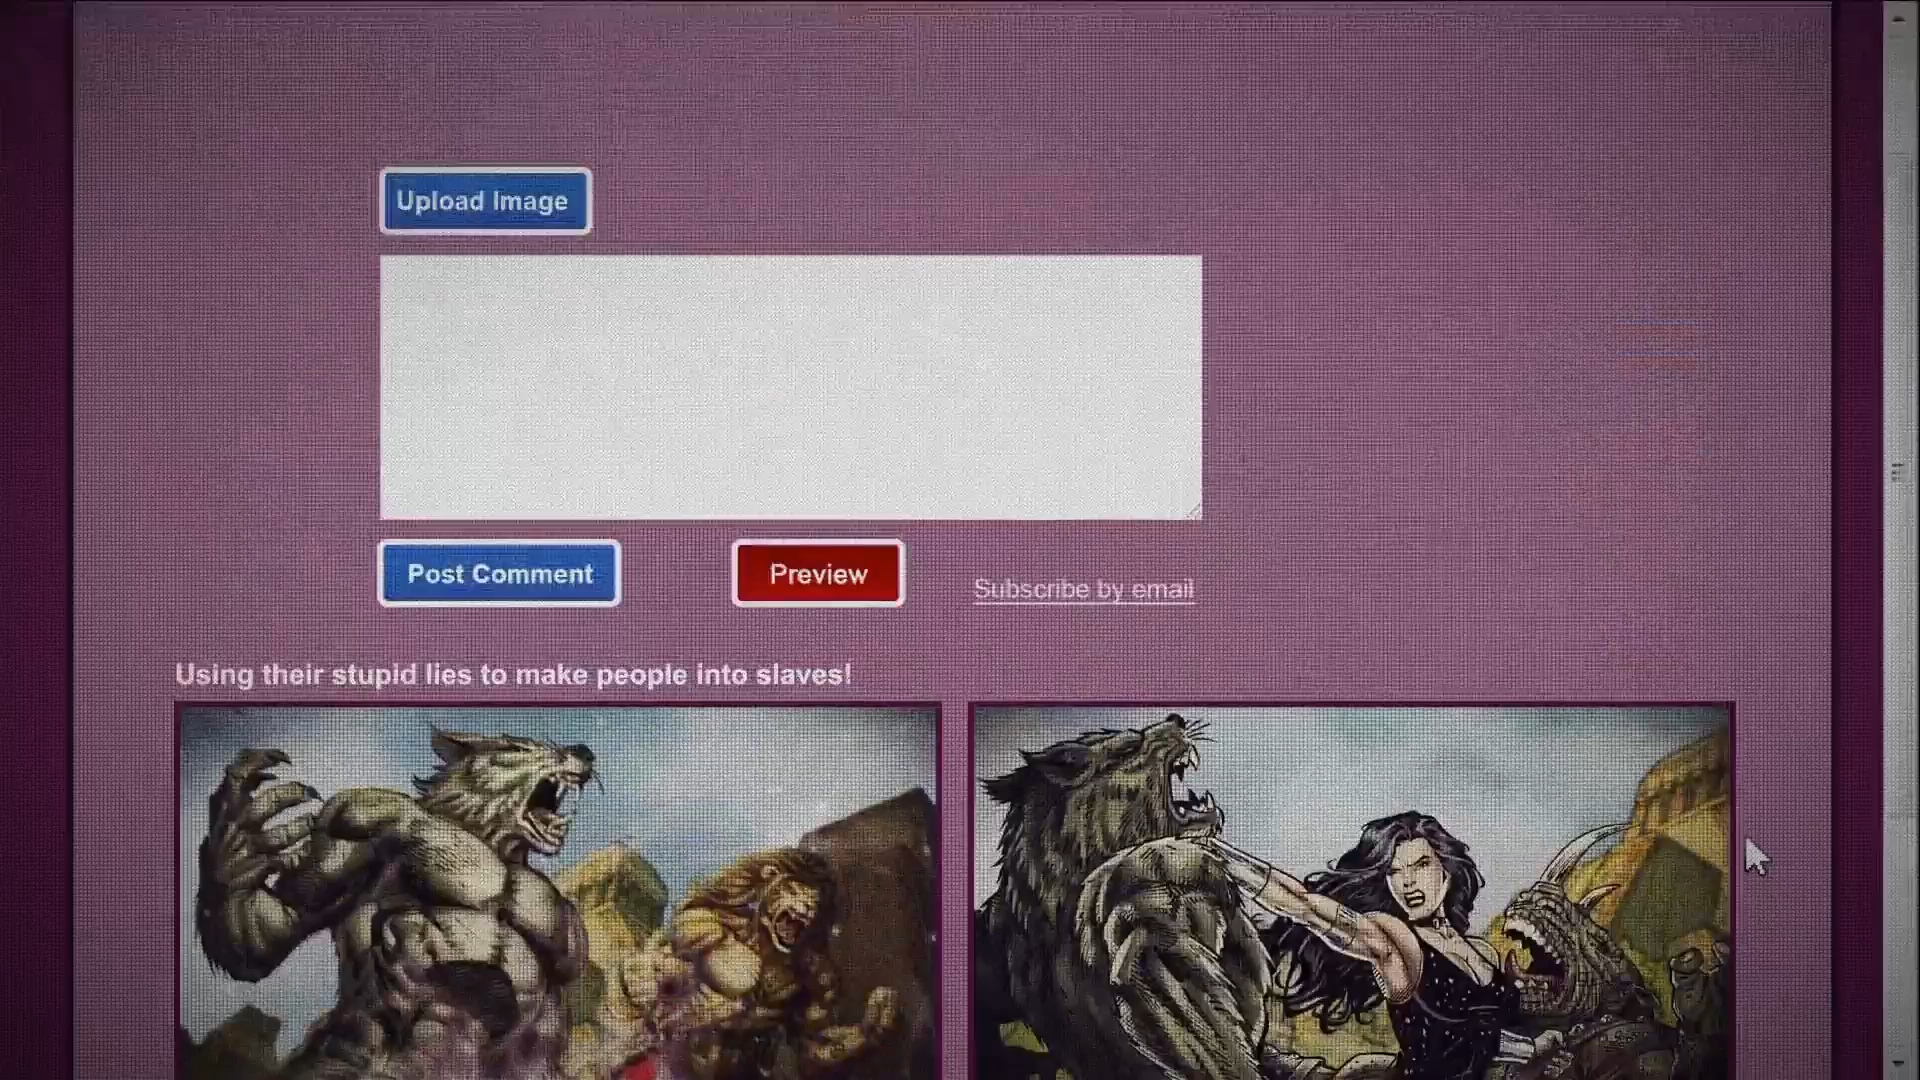 Upload Image
Post Comment
Preview
Subscribe by email
Using their stupid lies to make people into slaves!